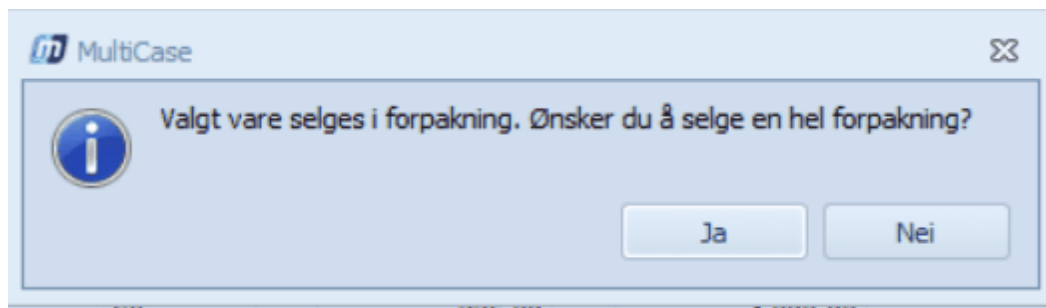 MultiCase
Valgt vare selges i forpakning. Ønsker du å selge en hel forpakning?
Ja
Nei